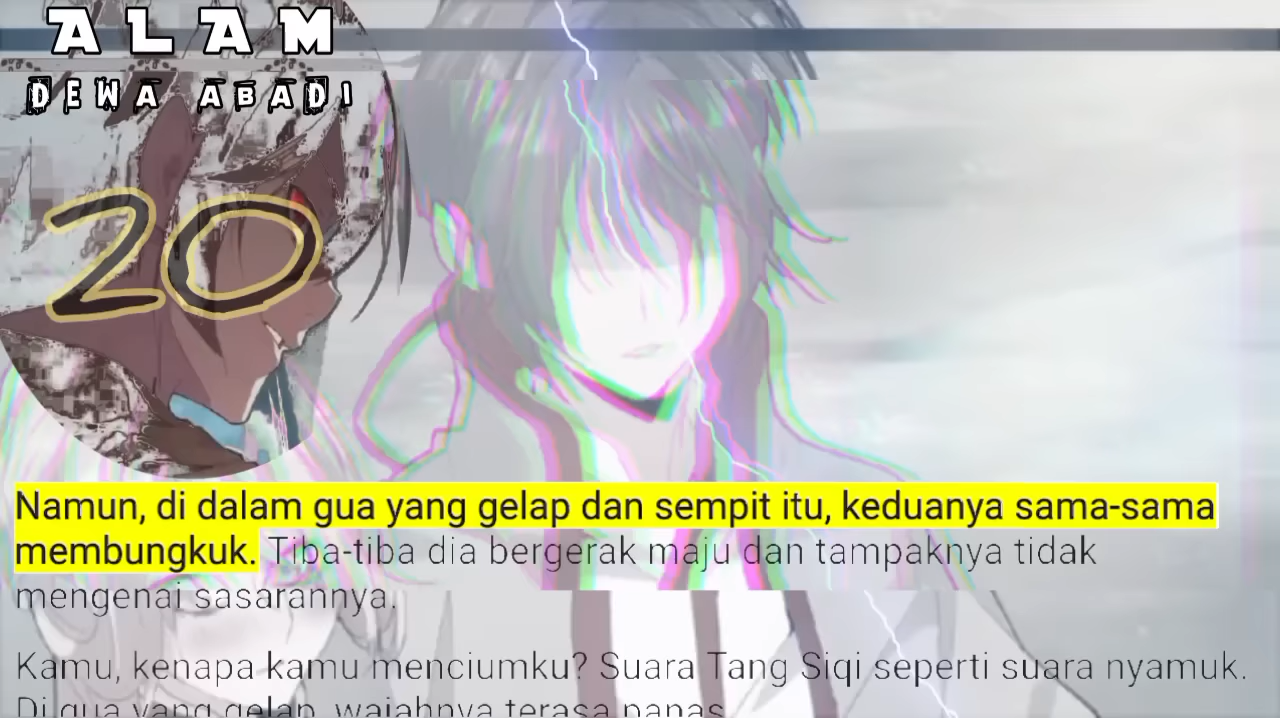 ALAM
DEWA ABADI
20
Namun, di dalam gua yang gelap dan sempit itu, keduanya sama-sama
membungkuk. Tiba-tiba dia bergerak maju dan tampaknya tidak
mengenai sasarannya.
Kamu, kenapa kamu menciumku? Suara Tang Siqi seperti suara nyamuk.
Di gua yang gelap, wajahnya terasa panas